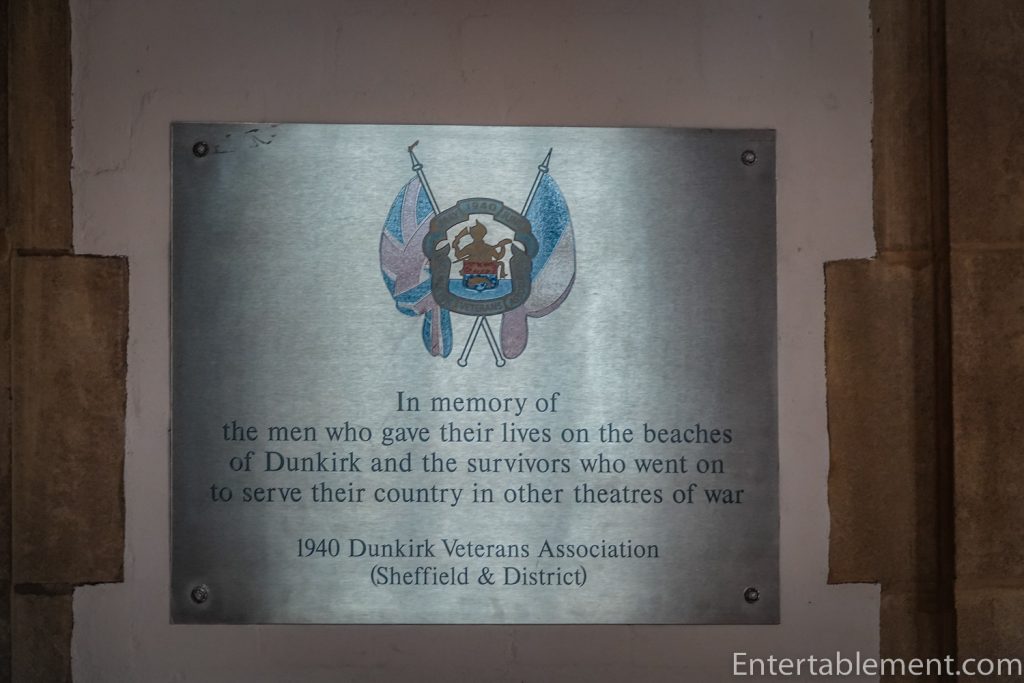 1940
In memory of
the men who gave their lives on the beaches
of Dunkirk and the survivors who went on
to serve their country in other theatres of war
1940 Dunkirk Veterans Association
(Sheffield & District)
Entertablement.com